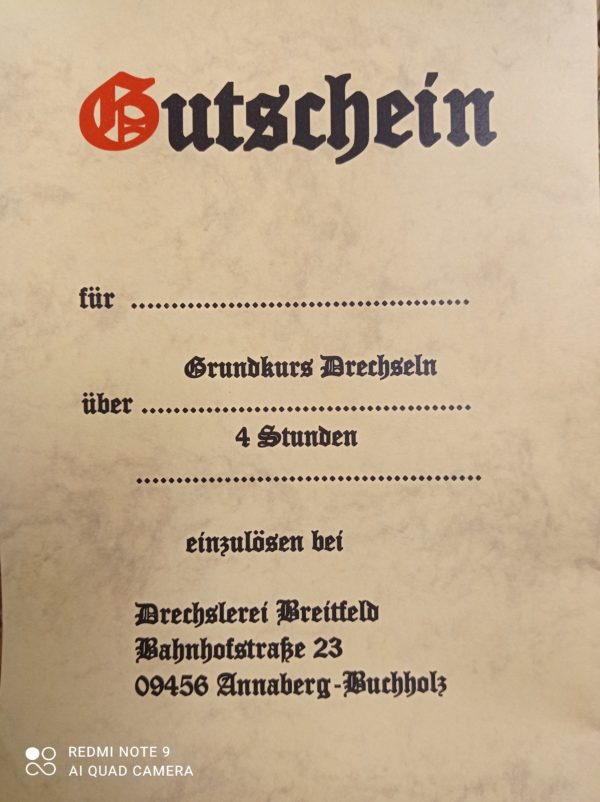 Gutschein
für ..........................................
Grundkurs Drechseln
über .........................................
4 Stunden
...........................................
einzulösen bei
Drechslerei Breitfeld
Bahnhofstraße 23
09456 Annaberg-Buchholz
REDMI NOTE 9
AI QUAD CAMERA